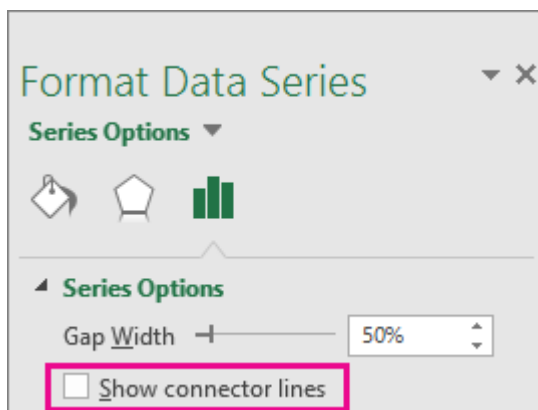 Format Data Series
Series Options
Series Options
Gap Width 50%
Show connector lines